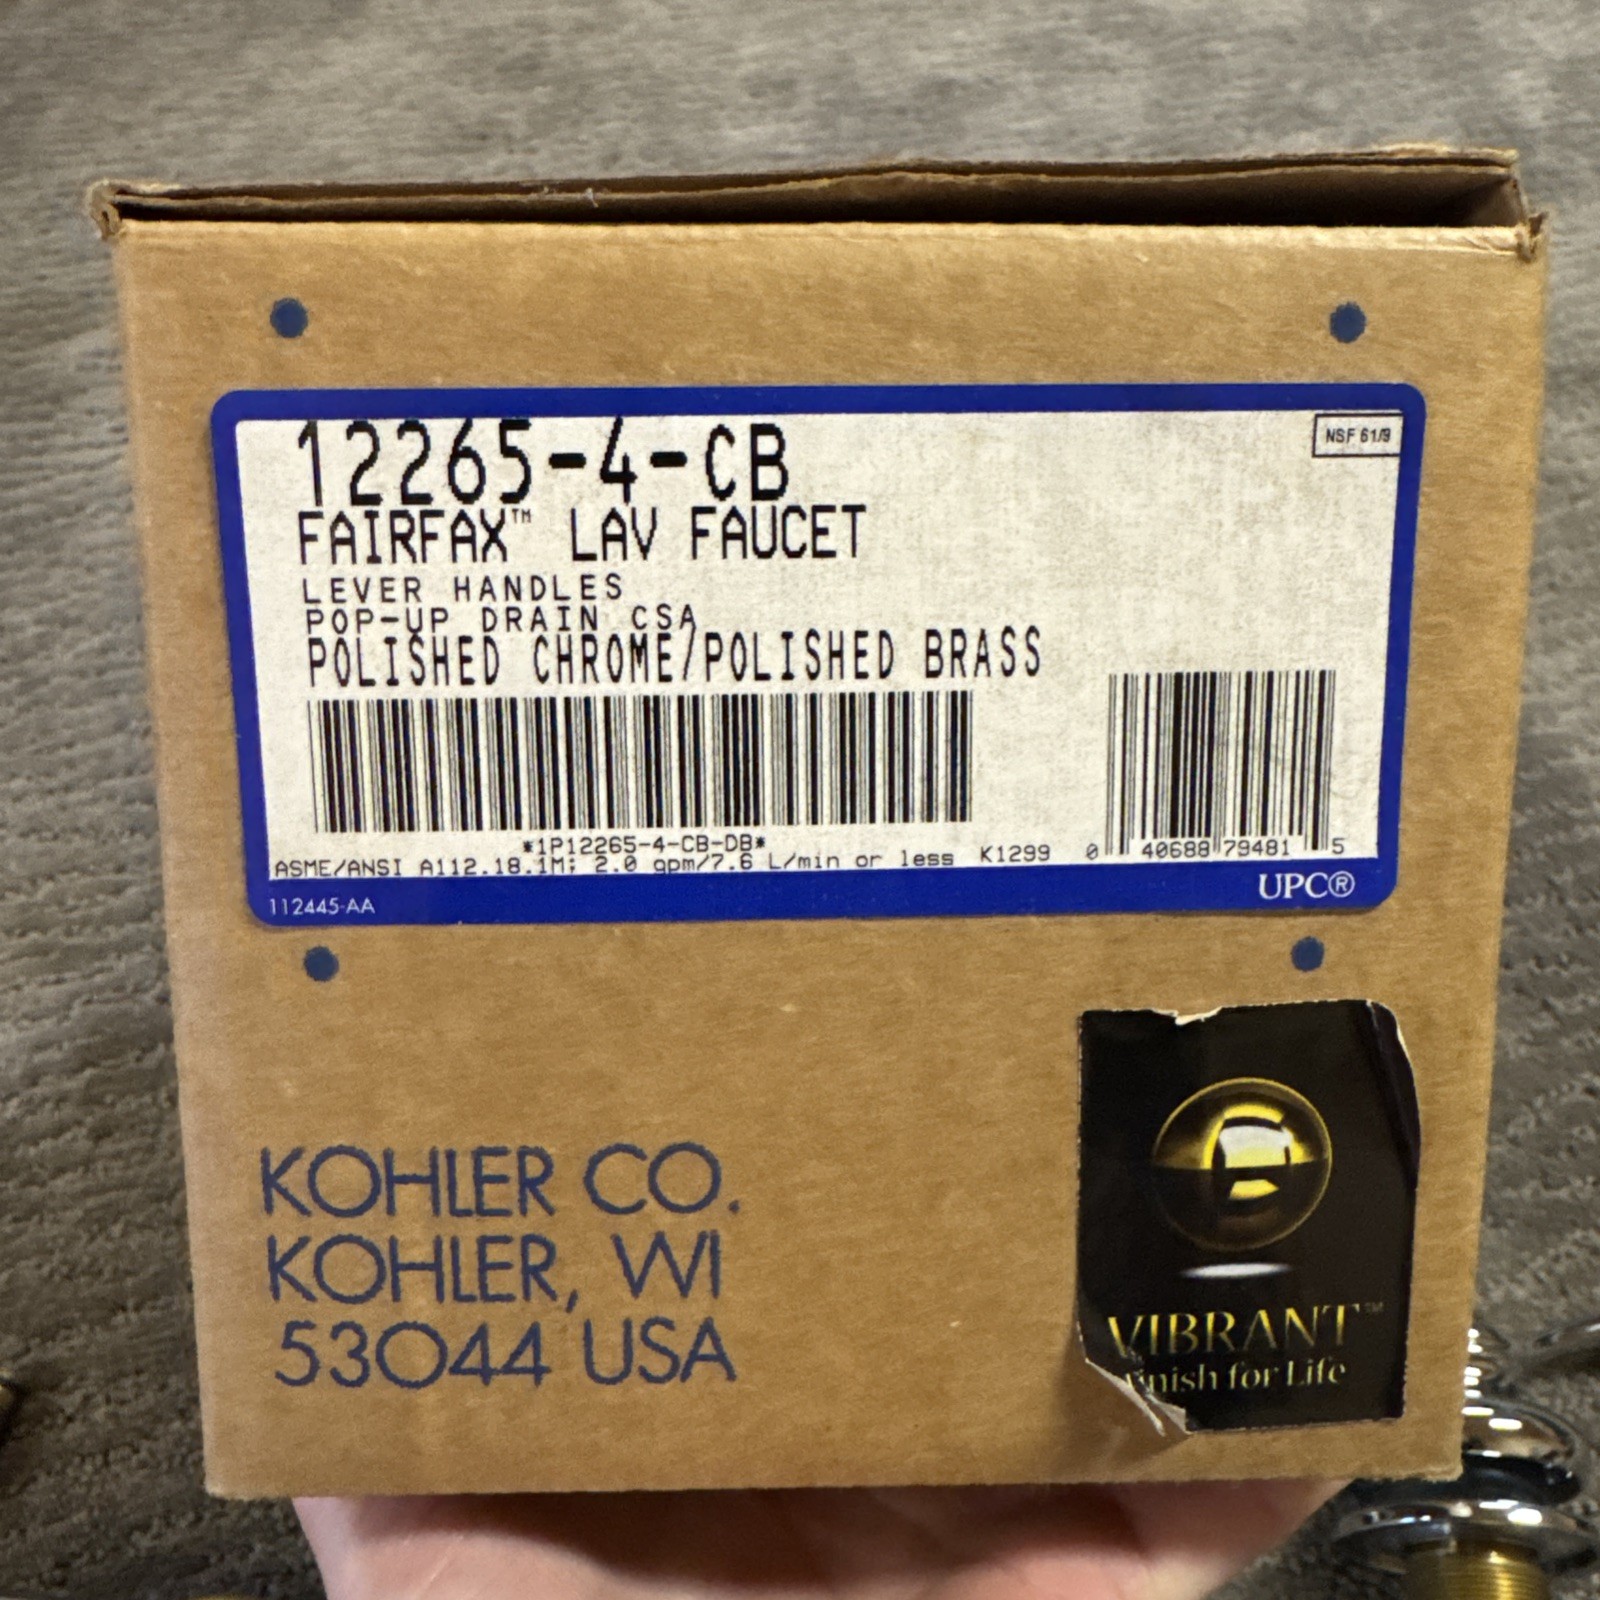 12265-4-CB
NSF 61/9
FAIRFAX™ LAV FAUCET
LEVER HANDLES
POP-UP DRAIN CSA
POLISHED CHROME/POLISHED BRASS
*1P12265-4-CB-DB*
ASME/ANSI A112.18.1M; 2.0 gpm/7.6 L/min or less K1299
0 40688 79481 5
112445-AA
UPC®
KOHLER CO.
KOHLER, WI
53044 USA
VIBRANT™
for Life